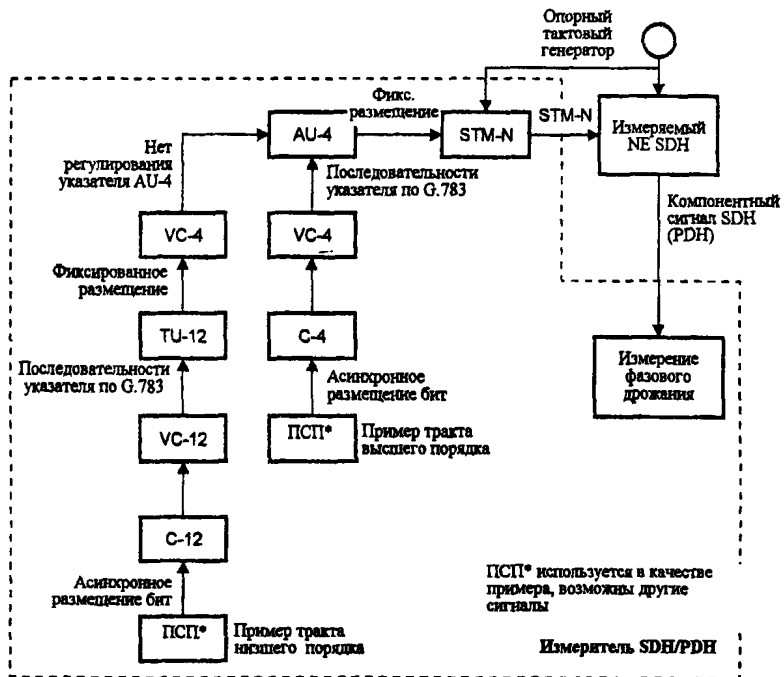 Опорный
тактовый
генератор
Фикс.
размещение
AU-4
STM-N
STM-N
Измеряемый
NE SDH
Нет
регулирования
указателя AU-4
Последовательности
указателя по G.783
Компонентный
сигнал SDH
(PDH)
VC-4
VC-4
Фиксированное
размещение
TU-12
C-4
Измерение
фазового
дрожания
Последовательности
указателя по G.783
Асинхронное
размещение бит
VC-12
ПСП*
Пример тракта
высшего порядка
C-12
Асинхронное
размещение бит
ПСП* используется в качестве
примера, возможны другие
сигналы
ПСП*
Пример тракта
низшего порядка
Измеритель SDH/PDH